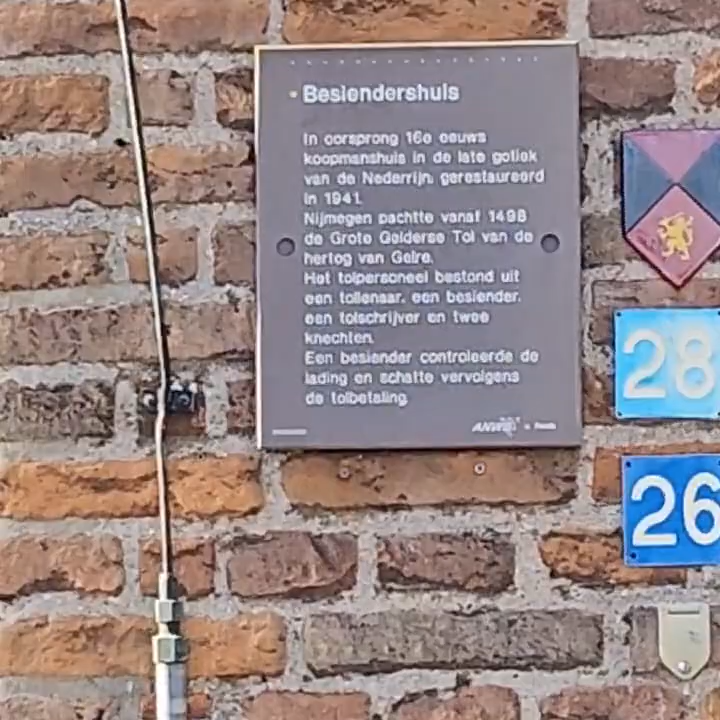 Besiendershuis
In oorsprong 16e eeuws
koopmanshuis in de late gotiek
van de Nederrijn, gerestaureerd
in 1941.
Nijmegen pachtte vanaf 1498
de Grote Gelderse Tol van de
hertog van Gelre.
Het tolpersoneel bestond uit
een tollenaar, een besiender,
een tolschrijver en twee
knechten.
Een besiender controleerde de
lading en schatte vervolgens
de tolbetaling.
ANWB
28
26